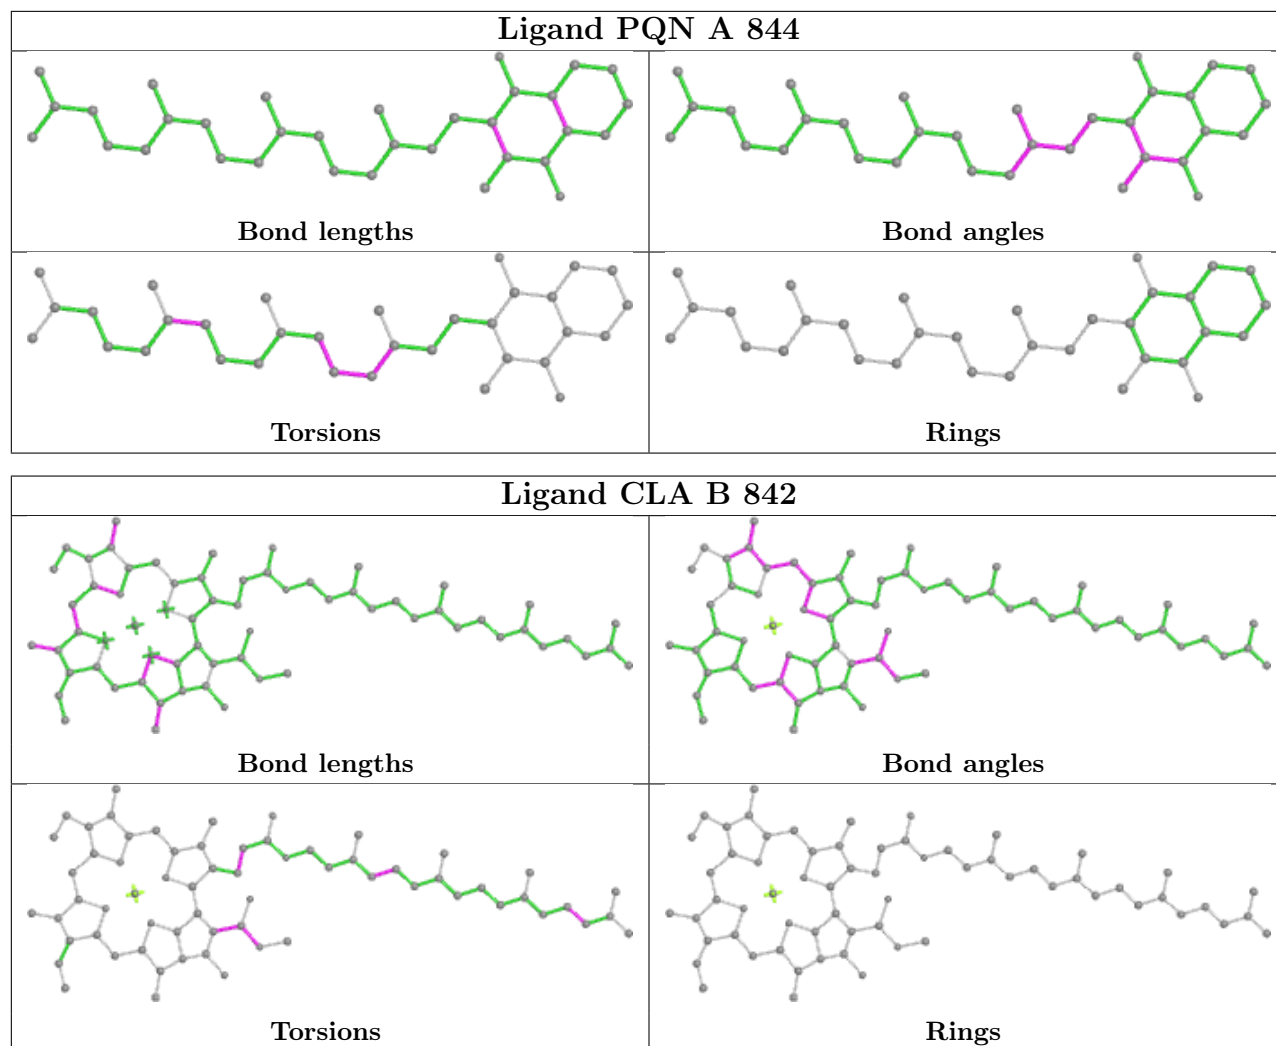 Ligand PQN A 844
Bond lengths
Bond angles
Torsions
Rings
Ligand CLA B 842
Bond lengths
Bond angles
Torsions
Rings